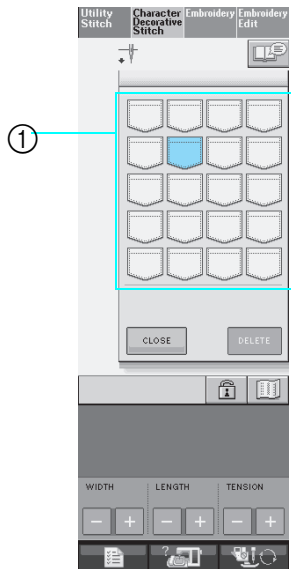 Utility Stitch
Character Decorative Stitch
Embroidery
Embroidery Edit
1
CLOSE
DELETE
WIDTH
LENGTH
TENSION
- + - + - +
?